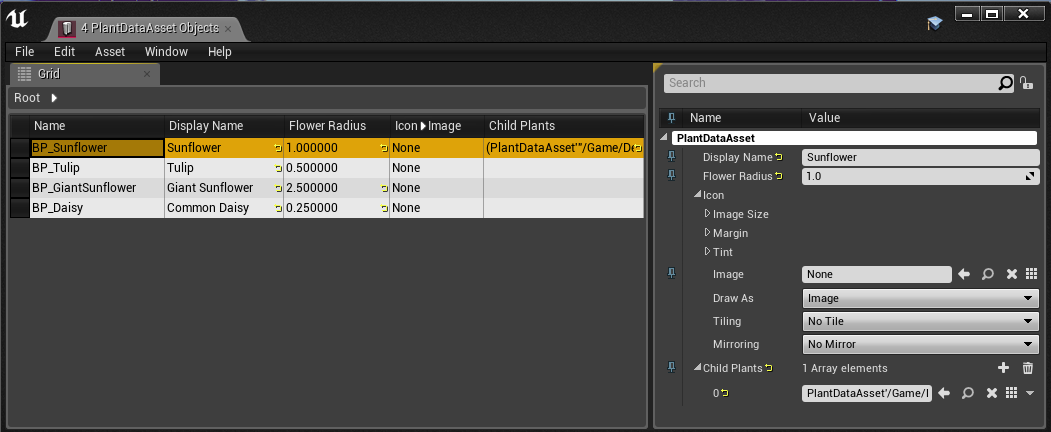 4 PlantDataAsset Objects
File Edit Asset Window Help
Grid
Root
Name Display Name Flower Radius Icon Image Child Plants
BP_Sunflower Sunflower 1.000000 None (PlantDataAsset'"/Game/De
BP_Tulip Tulip 0.500000 None
BP_GiantSunflower Giant Sunflower 2.500000 None
BP_Daisy Common Daisy 0.250000 None
Search
Name Value
PlantDataAsset
Display Name Sunflower
Flower Radius 1.0
Icon
Image Size
Margin
Tint
Image None
Draw As Image
Tiling No Tile
Mirroring No Mirror
Child Plants 1 Array elements
0 PlantDataAsset'/Game/